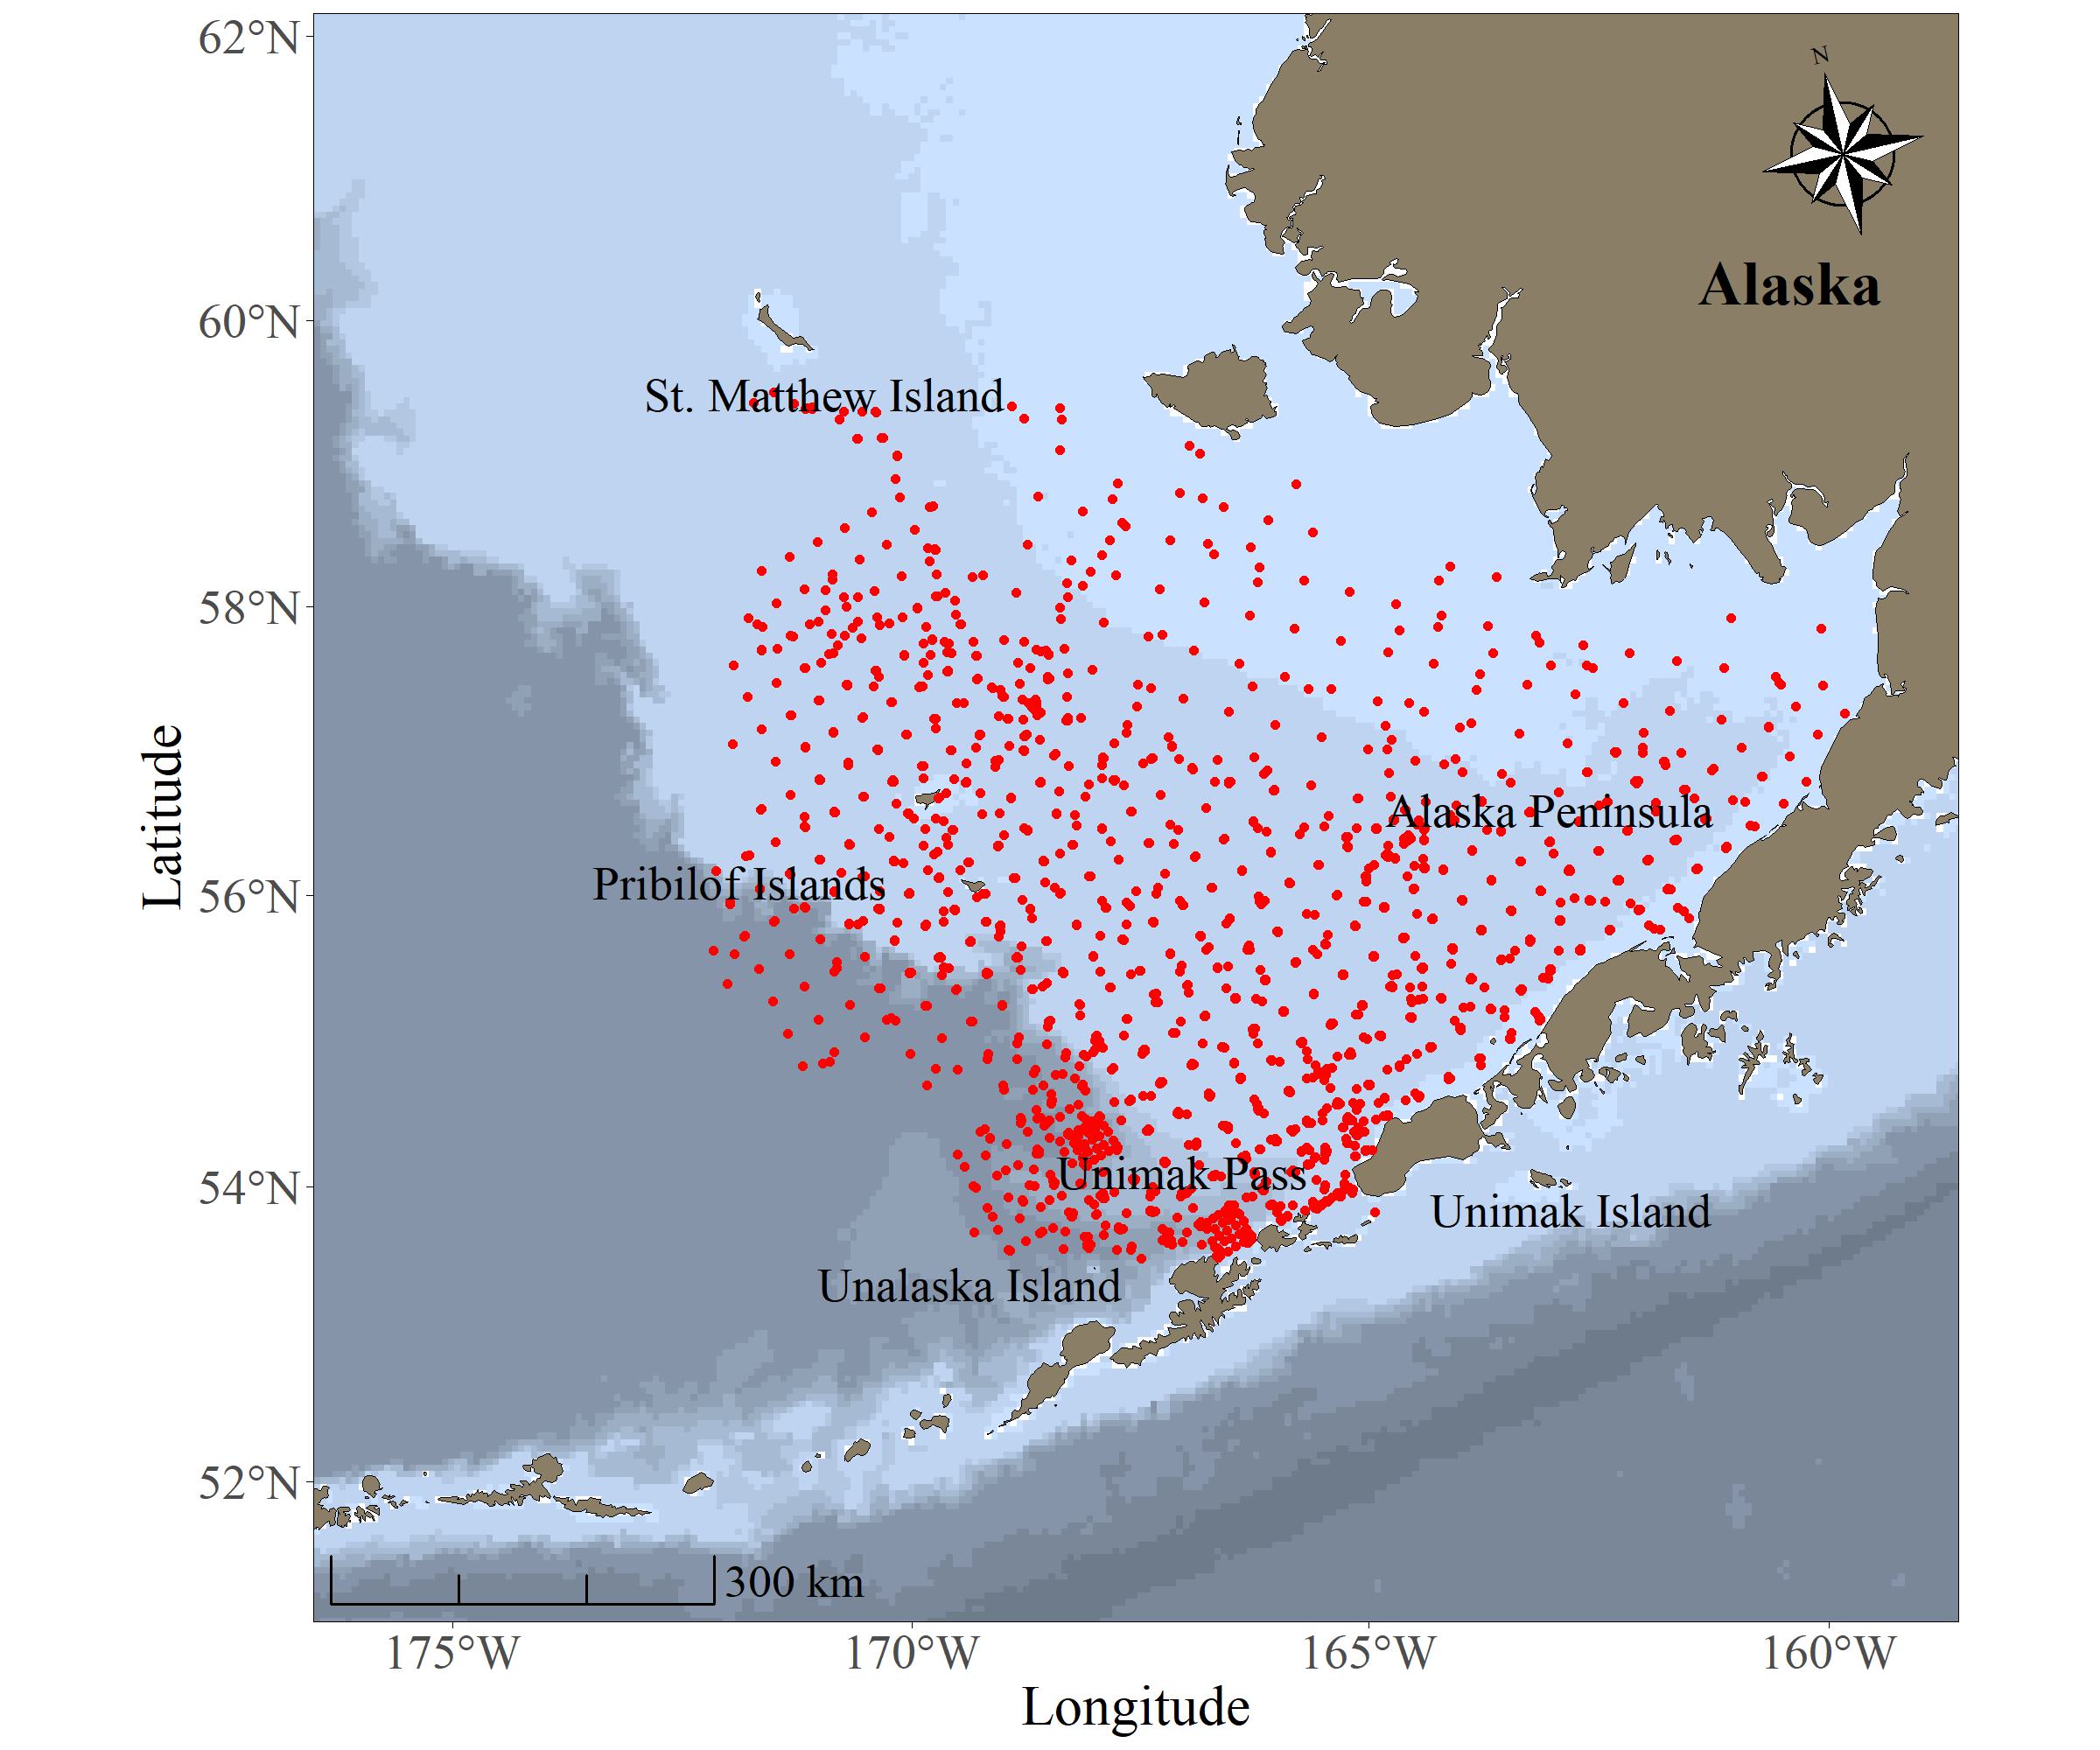 62°N
N
Alaska
60°N
St. Matthew Island
58°N
Alaska Peninsula
Pribilof Islands
56°N
Latitude
54°N
Unimak Pass
Unimak Island
Unalaska Island
52°N
300 km
175°W
170°W
165°W
160°W
Longitude